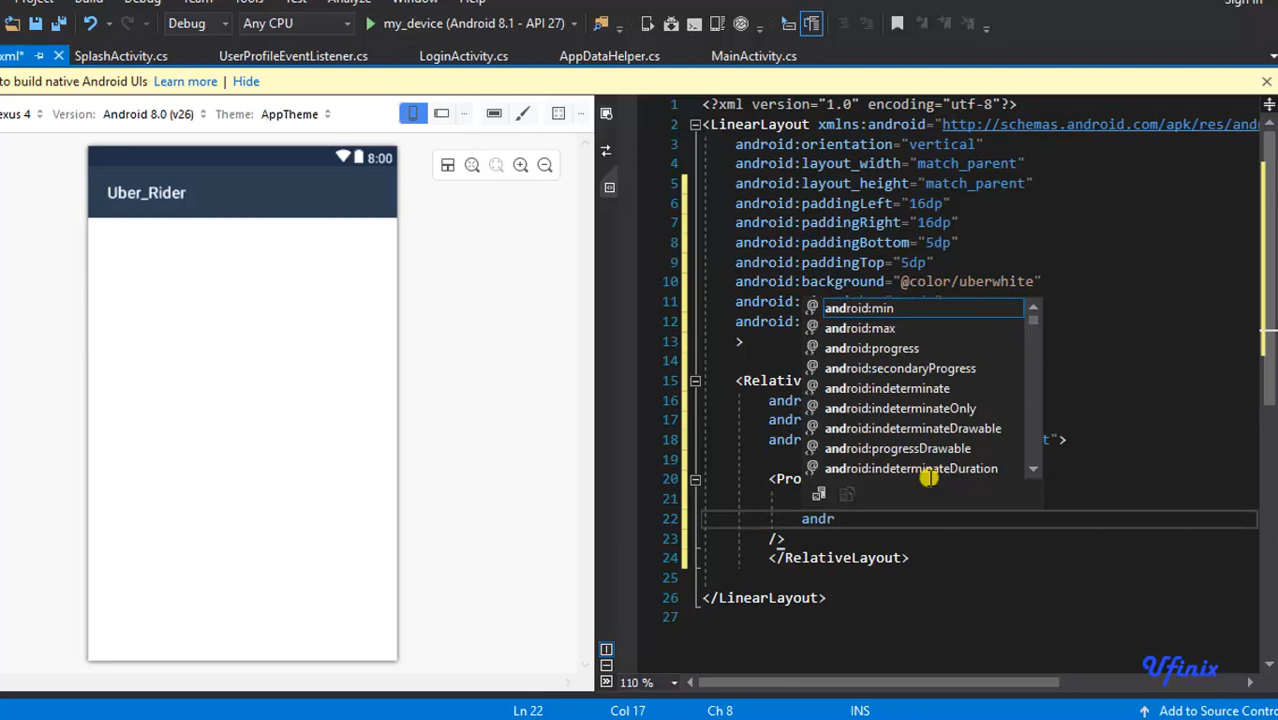 Debug Any CPU my_device (Android 8.1 - API 27)
xml* SplashActivity.cs UserProfileEventListener.cs LoginActivity.cs AppDataHelper.cs MainActivity.cs
to build native Android UIs Learn more | Hide
exus 4 Version: Android 8.0 (v26) Theme: AppTheme
8:00
Uber_Rider
1 <?xml version="1.0" encoding="utf-8"?>
2 <LinearLayout xmlns:android="http://schemas.android.com/apk/res/and
3 android:orientation="vertical"
4 android:layout_width="match_parent"
5 android:layout_height="match_parent"
6 android:paddingLeft="16dp"
7 android:paddingRight="16dp"
8 android:paddingBottom="5dp"
9 android:paddingTop="5dp"
10 android:background="@color/uberwhite"
11 android:
12 android:
13 >
14
15 <Relativ
16 andr
17 andr
18 andr t">
19
20 <Pro
21
22 andr
23 />
24 </RelativeLayout>
25
26 </LinearLayout>
27
android:min
android:max
android:progress
android:secondaryProgress
android:indeterminate
android:indeterminateOnly
android:indeterminateDrawable
android:progressDrawable
android:indeterminateDuration
Ufinix
110 %
Ln 22 Col 17 Ch 8 INS Add to Source Contr